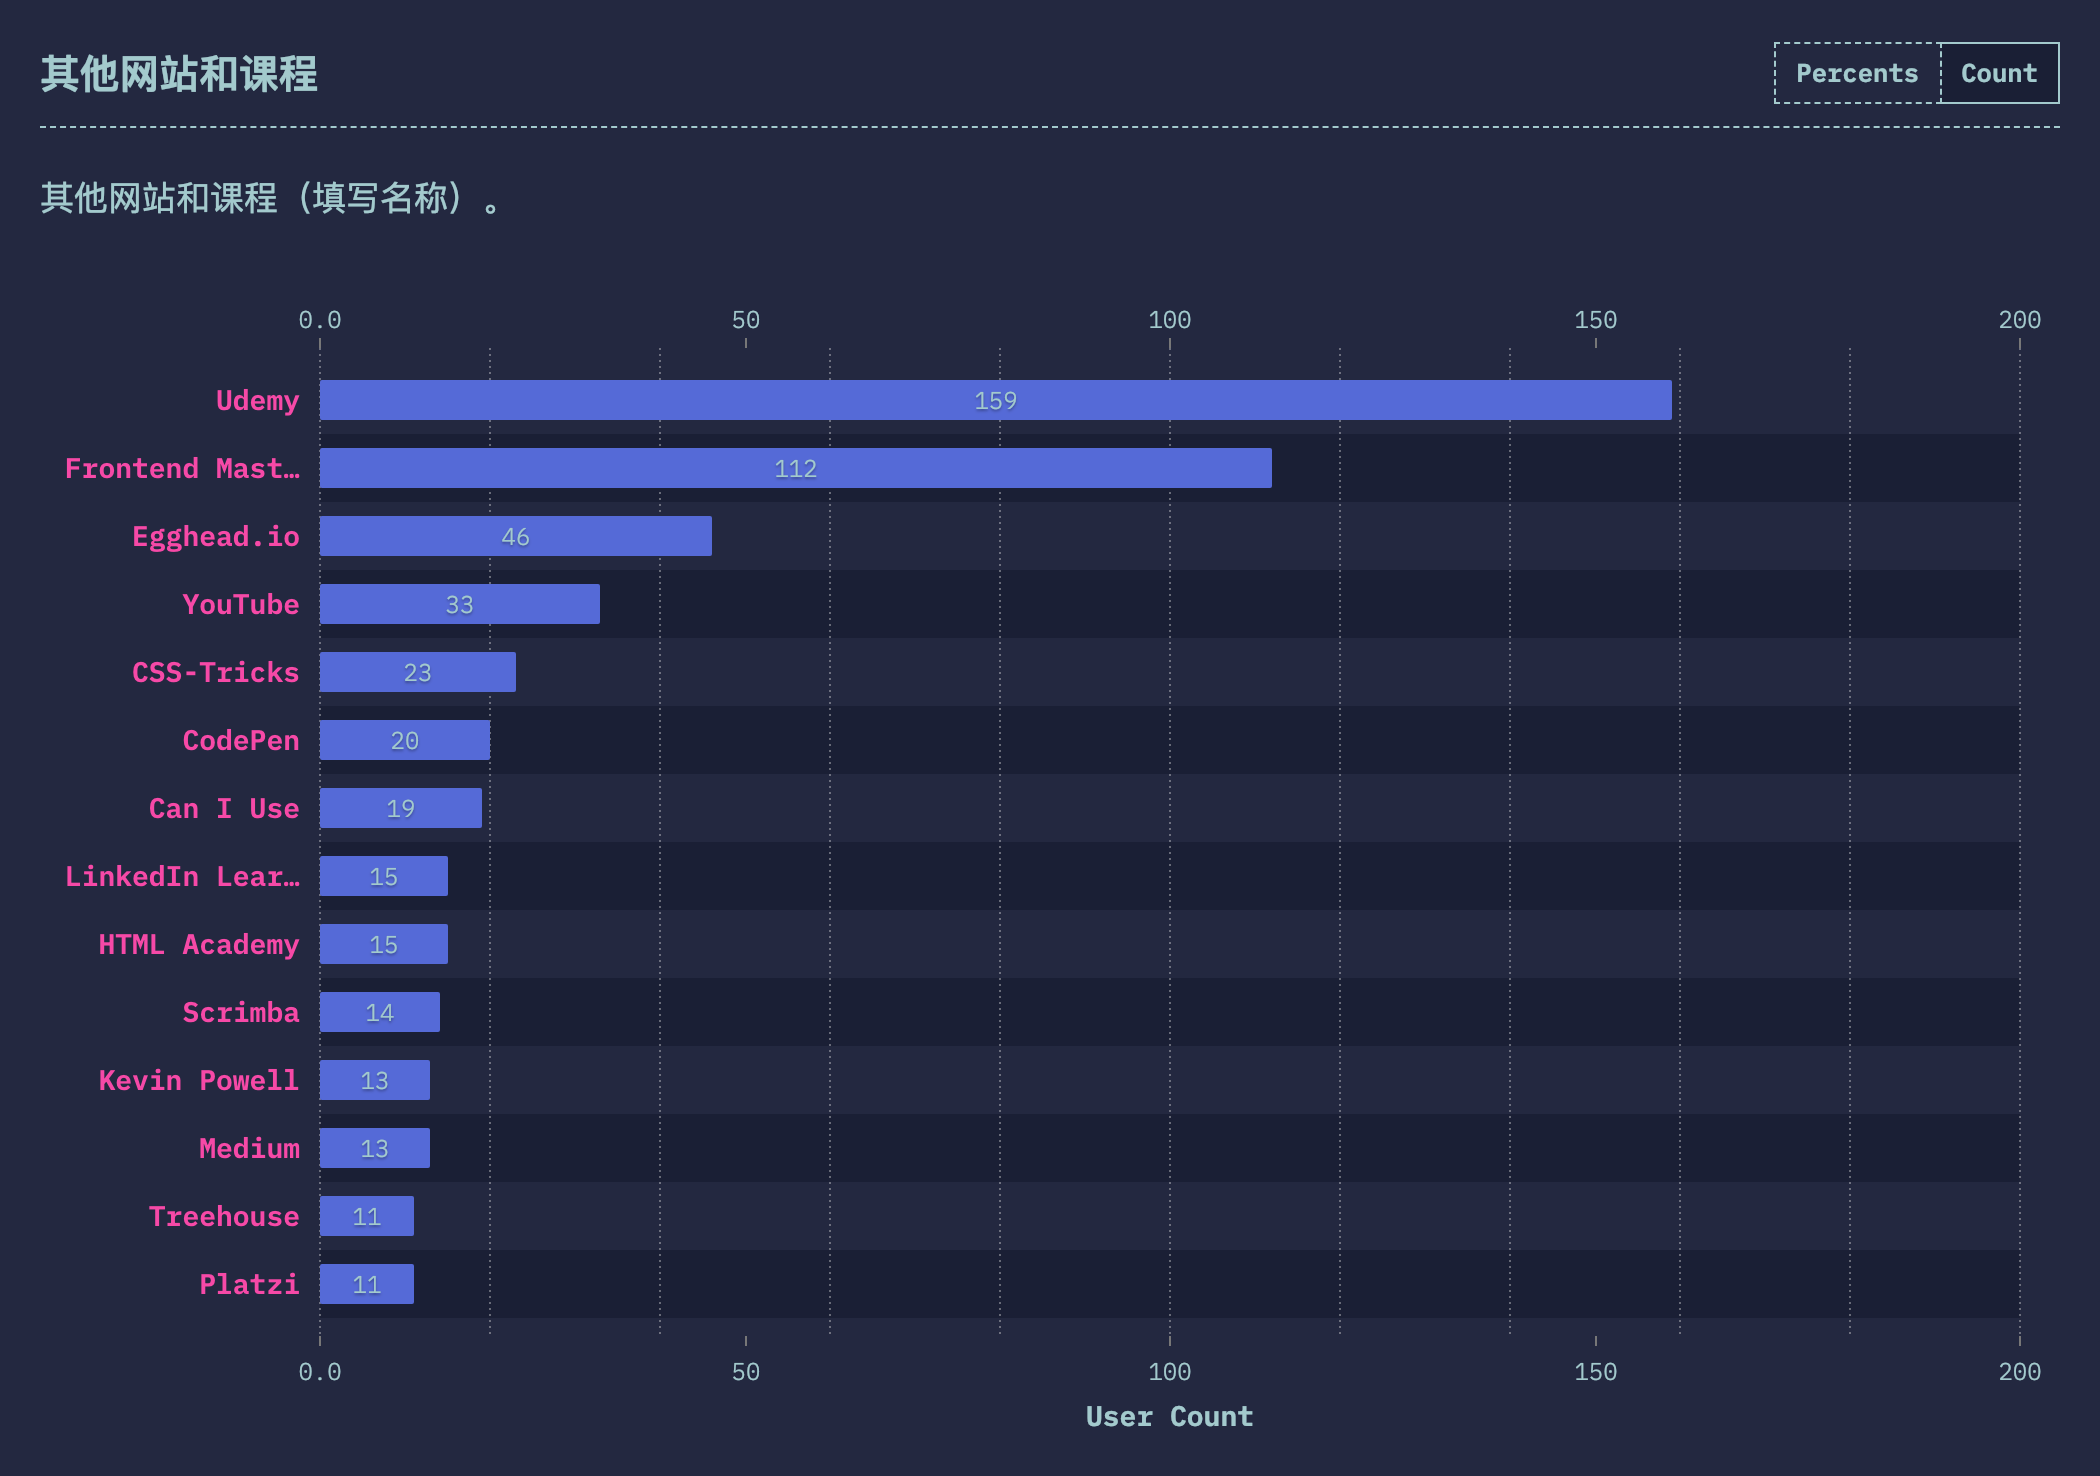 其他网站和课程
Percents Count
其他网站和课程（填写名称）。
0.0 50 100 150 200
Udemy 159
Frontend Mast… 112
Egghead.io 46
YouTube 33
CSS-Tricks 23
CodePen 20
Can I Use 19
LinkedIn Lear… 15
HTML Academy 15
Scrimba 14
Kevin Powell 13
Medium 13
Treehouse 11
Platzi 11
0.0 50 100 150 200
User Count